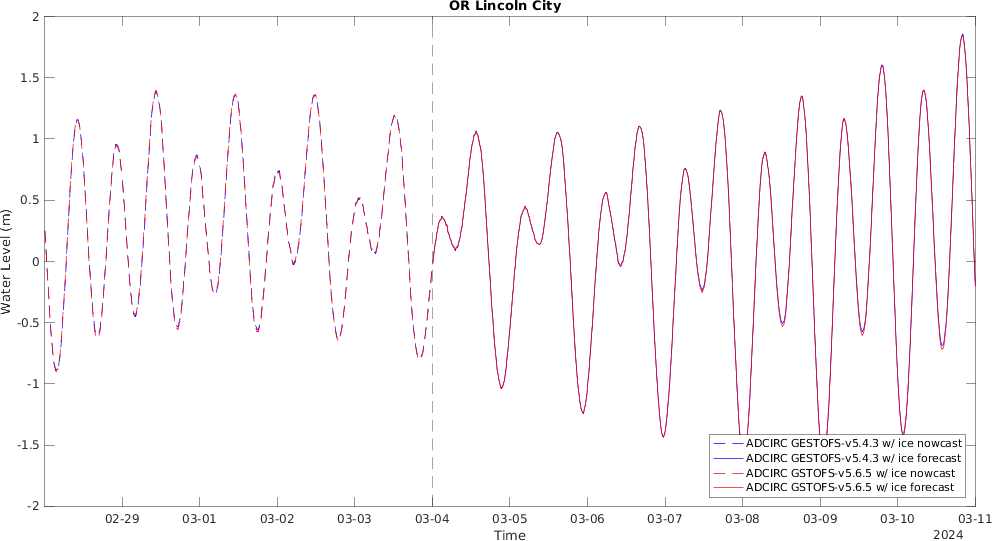 OR Lincoln City
2
1.5
1
0.5
0
-0.5
-1
-1.5
-2
Water Level (m)
ADCIRC GESTOFS-v5.4.3 w/ ice nowcast
ADCIRC GESTOFS-v5.4.3 w/ ice forecast
ADCIRC GSTOFS-v5.6.5 w/ ice nowcast
ADCIRC GSTOFS-v5.6.5 w/ ice forecast
02-29 03-01 03-02 03-03 03-04 03-05 03-06 03-07 03-08 03-09 03-10 03-11
Time
2024